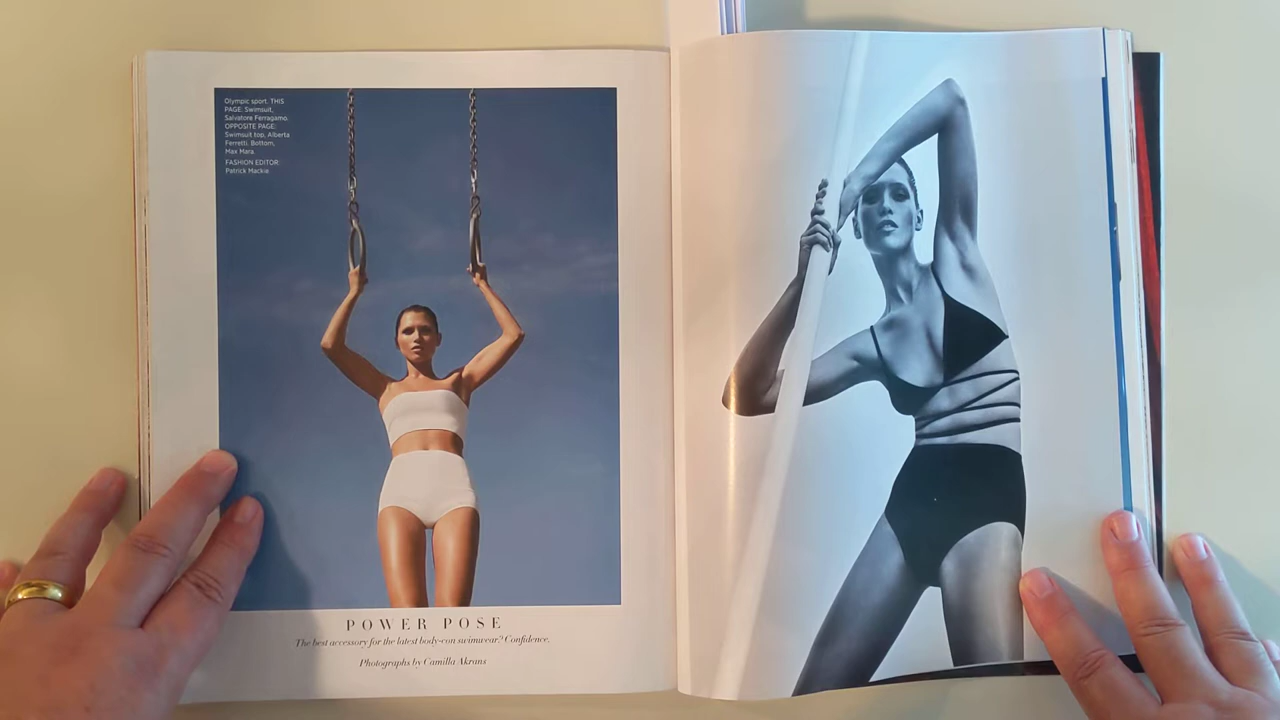 Olympic sport. THIS
PAGE: Swimsuit,
Salvatore Ferragamo.
OPPOSITE PAGE:
Swimsuit top, Alberta
Ferretti. Bottom,
Max Mara.
FASHION EDITOR:
Patrick Mackie
POWER POSE
The best accessory for the latest body-con swimwear? Confidence.
Photographs by Camilla Akrans